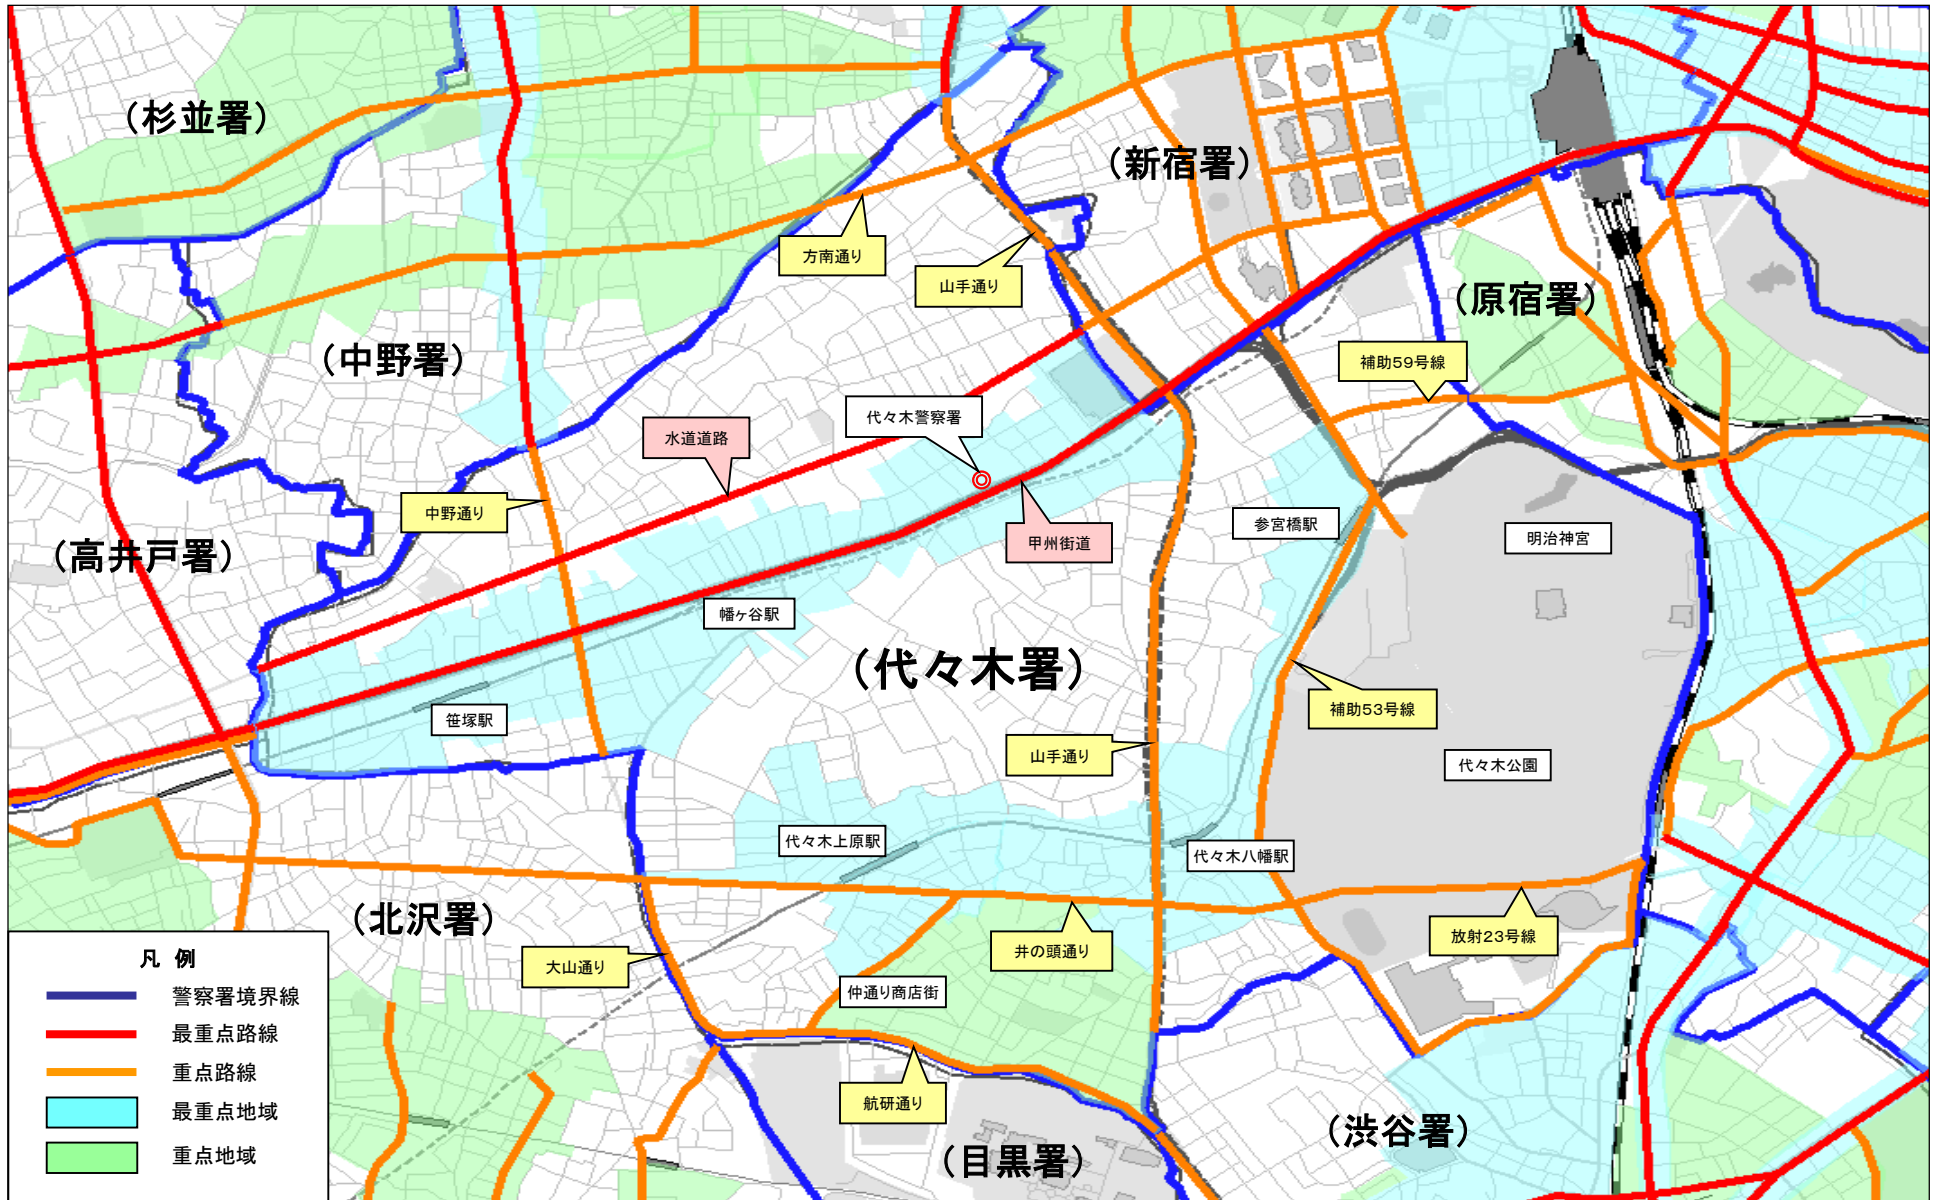 (杉並署)
(新宿署)
方南通り
山手通り
(原宿署)
(中野署)
補助59号線
代々木警察署
水道道路
中野通り
参宮橋駅
明治神宮
甲州街道
(高井戸署)
幡ヶ谷駅
(代々木署)
笹塚駅
補助53号線
山手通り
代々木公園
代々木上原駅
代々木八幡駅
(北沢署)
放射23号線
井の頭通り
大山通り
仲通り商店街
航研通り
(渋谷署)
(目黒署)
凡 例
警察署境界線
最重点路線
重点路線
最重点地域
重点地域